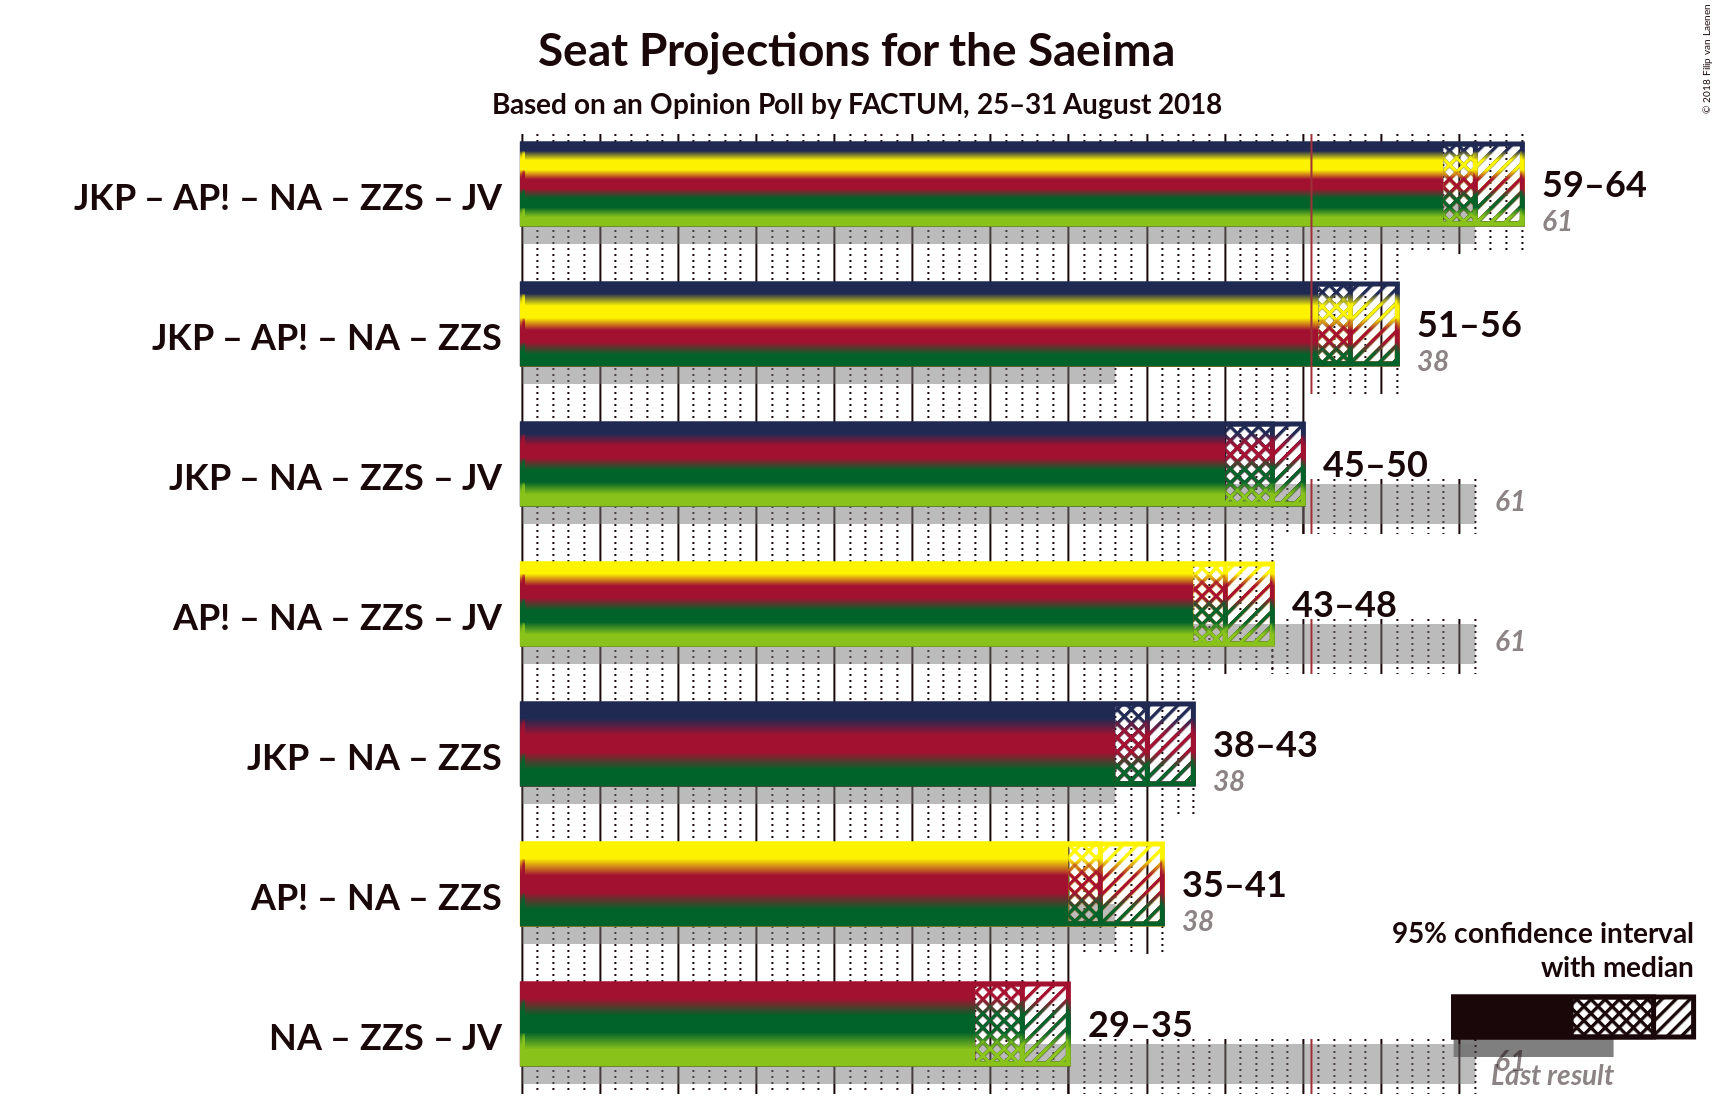 Seat Projections for the Saeima
Based on an Opinion Poll by FACTUM, 25–31 August 2018
© 2018 Filip van Laenen
JKP – AP! – NA – ZZS – JV
59–64
61
JKP – AP! – NA – ZZS
51–56
38
JKP – NA – ZZS – JV
45–50
61
AP! – NA – ZZS – JV
43–48
61
JKP – NA – ZZS
38–43
38
AP! – NA – ZZS
35–41
38
NA – ZZS – JV
29–35
61
95% confidence interval
with median
Last result